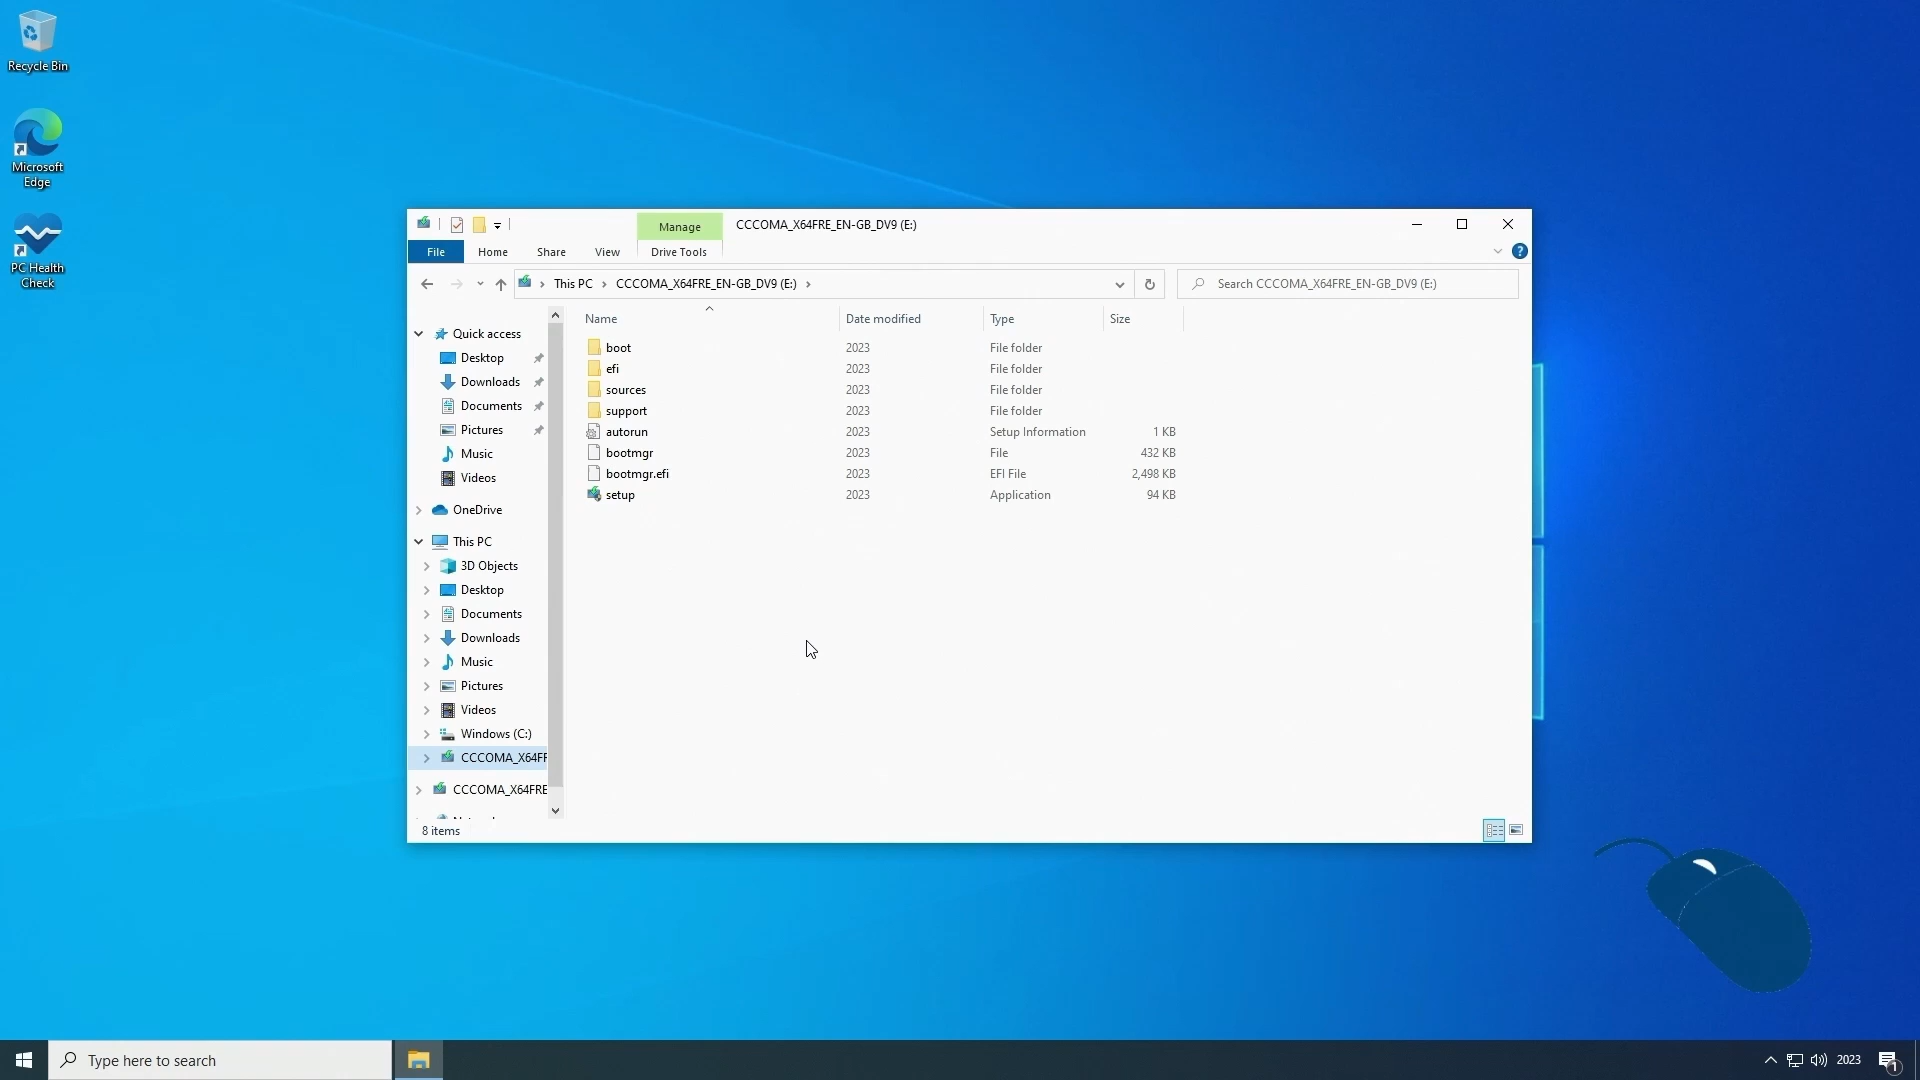 Recycle Bin
Microsoft
Edge
PC Health
Check
Manage
CCCOMA_X64FRE_EN-GB_DV9 (E:)
File
Home
Share
View
Drive Tools
?
This PC
CCCOMA_X64FRE_EN-GB_DV9 (E:)
Search CCCOMA_X64FRE_EN-GB_DV9 (E:)
Name
Date modified
Type
Size
boot 2023 File folder
efi 2023 File folder
sources 2023 File folder
support 2023 File folder
autorun 2023 Setup Information 1 KB
bootmgr 2023 File 432 KB
bootmgr.efi 2023 EFI File 2,498 KB
setup 2023 Application 94 KB
Quick access
Desktop
Downloads
Documents
Pictures
Music
Videos
OneDrive
This PC
3D Objects
Desktop
Documents
Downloads
Music
Pictures
Videos
Windows (C:)
CCCOMA_X64FR
CCCOMA_X64FRE
8 items
Type here to search
2023
1